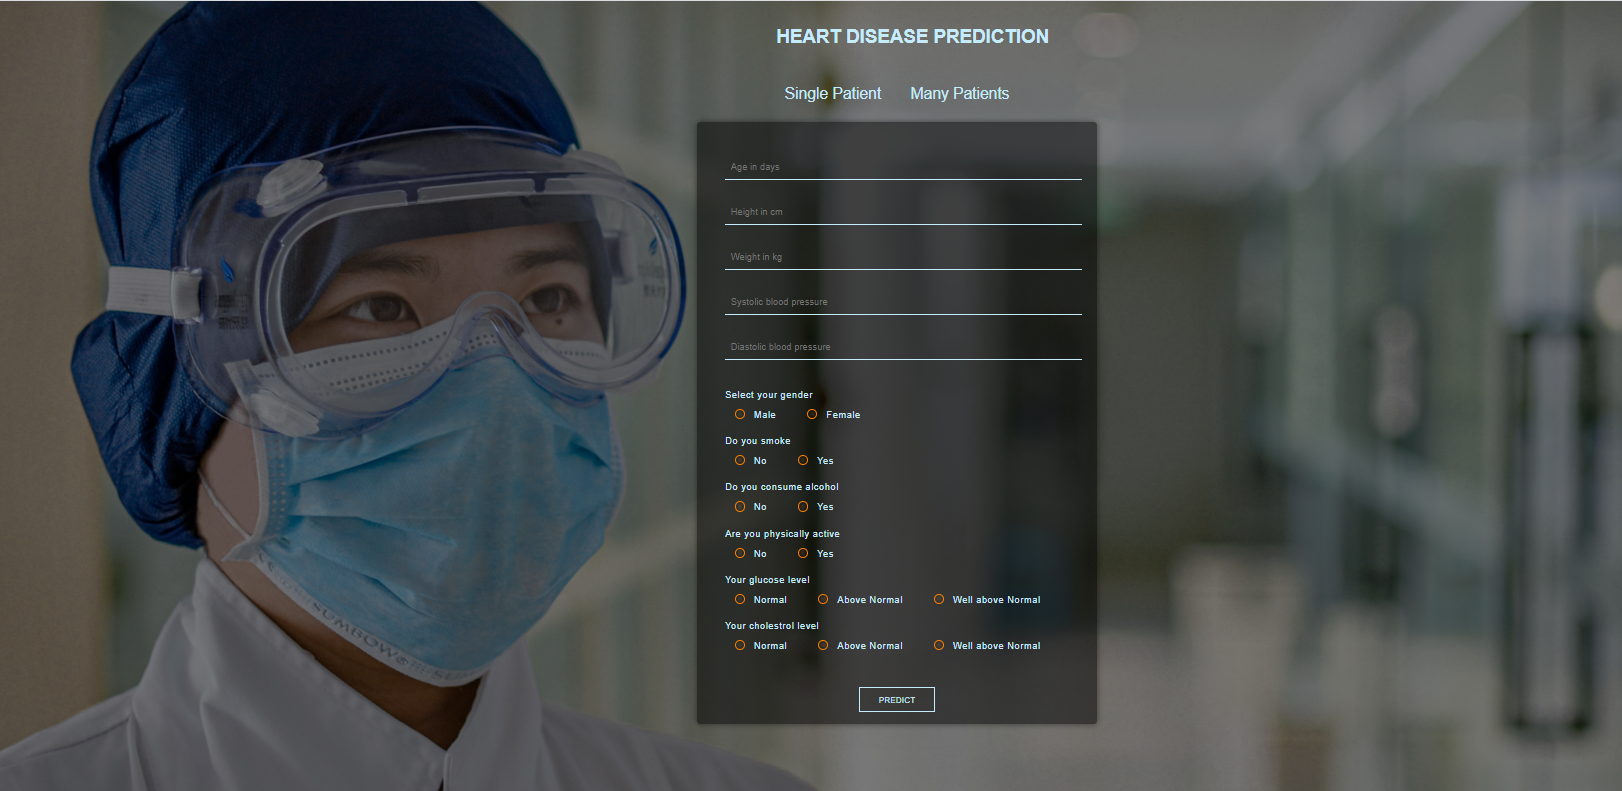 HEART DISEASE PREDICTION
Single Patient Many Patients
Age in days
Height in cm
Weight in kg
Systolic blood pressure
Diastolic blood pressure
Select your gender
Male Female
Do you smoke
No Yes
Do you consume alcohol
No Yes
Are you physically active
No Yes
Your glucose level
Normal Above Normal Well above Normal
Your cholestrol level
Normal Above Normal Well above Normal
PREDICT
SUMBOW